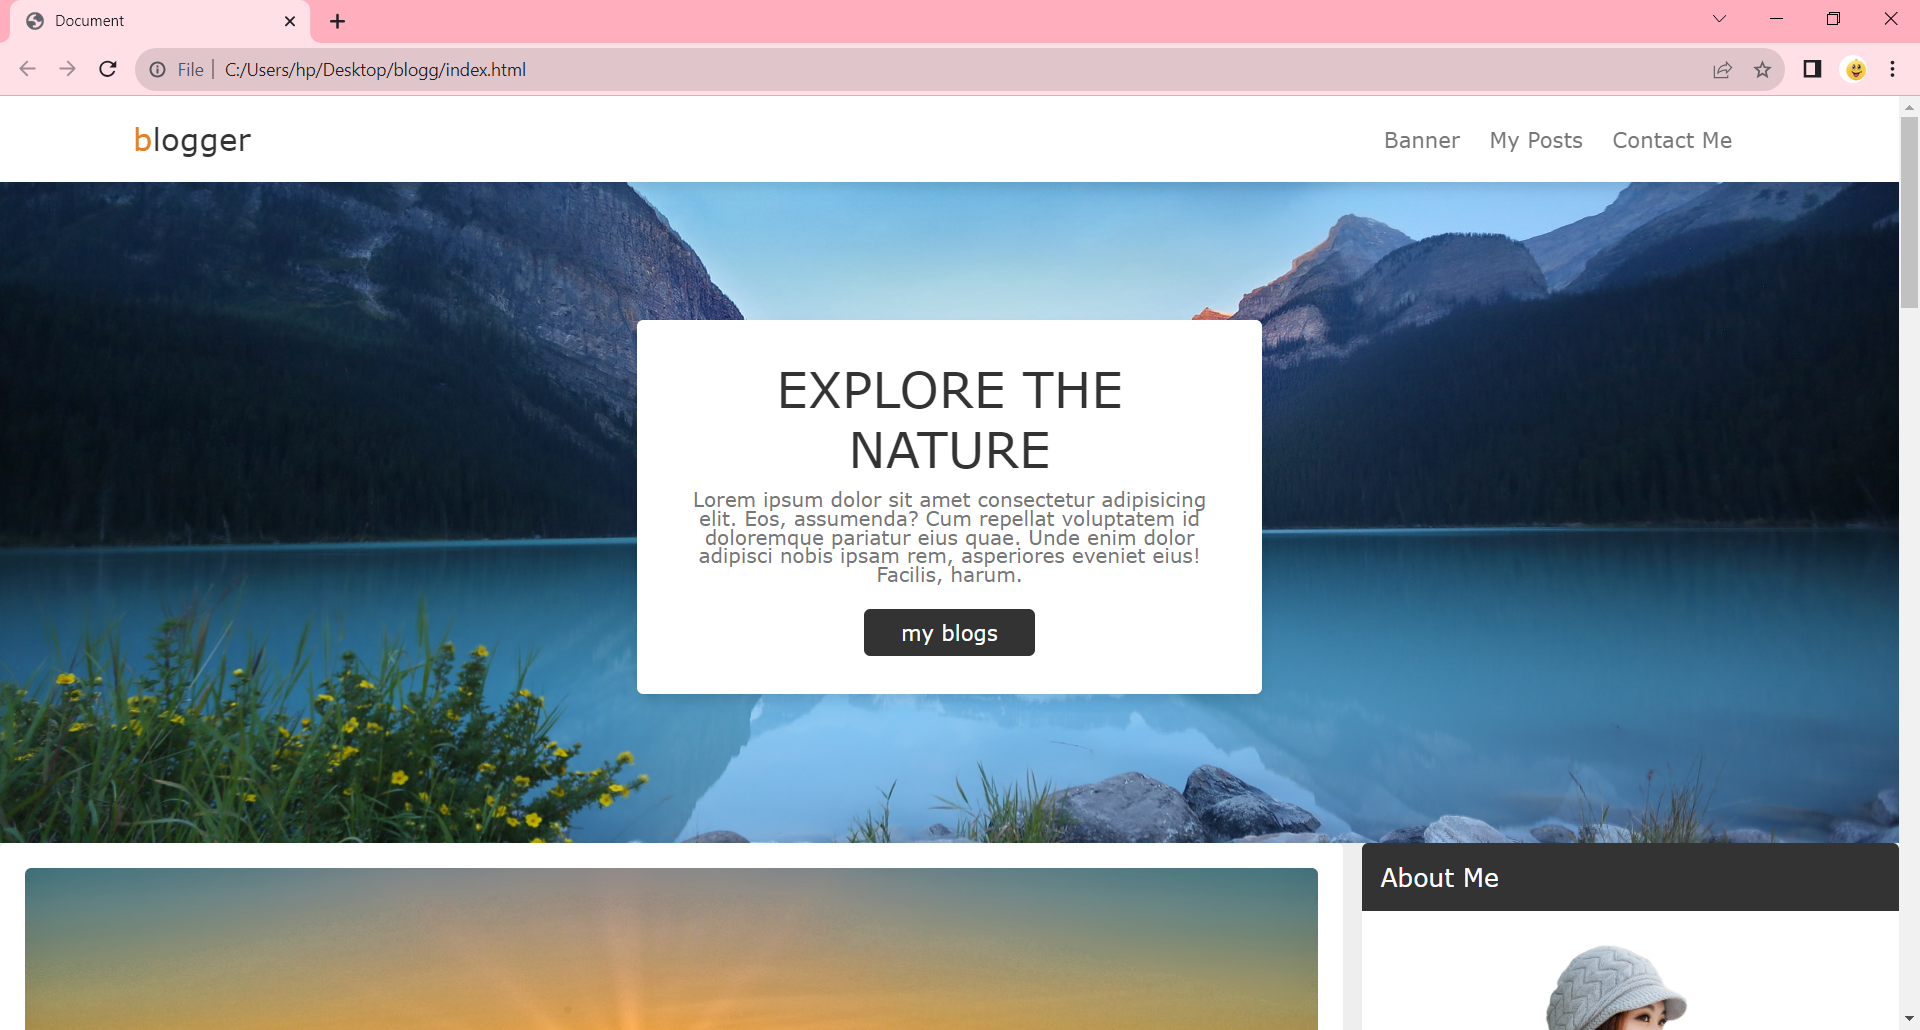 Document
File
C:/Users/hp/Desktop/blogg/index.html
blogger
Banner
My Posts
Contact Me
EXPLORE THE
NATURE
Lorem ipsum dolor sit amet consectetur adipisicing
elit. Eos, assumenda? Cum repellat voluptatem id
doloremque pariatur eius quae. Unde enim dolor
adipisci nobis ipsam rem, asperiores eveniet eius!
Facilis, harum.
my blogs
About Me